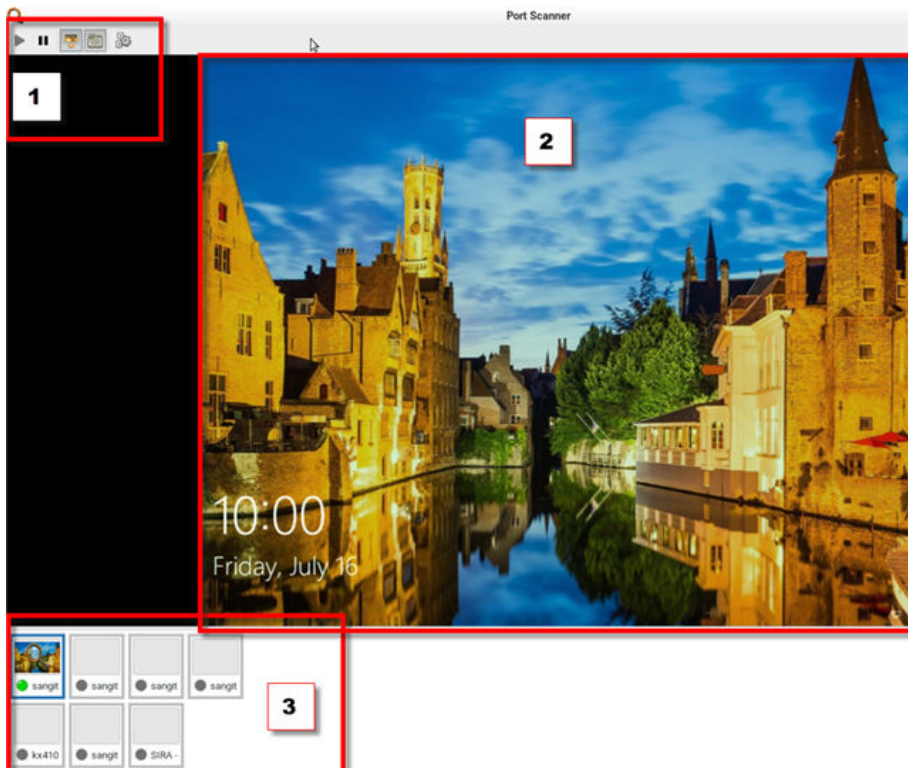 Port Scanner
1
2
10:00
Friday, July 16
sangit
sangit
sangit
sangit
3
kx410
sangit
SIRA -